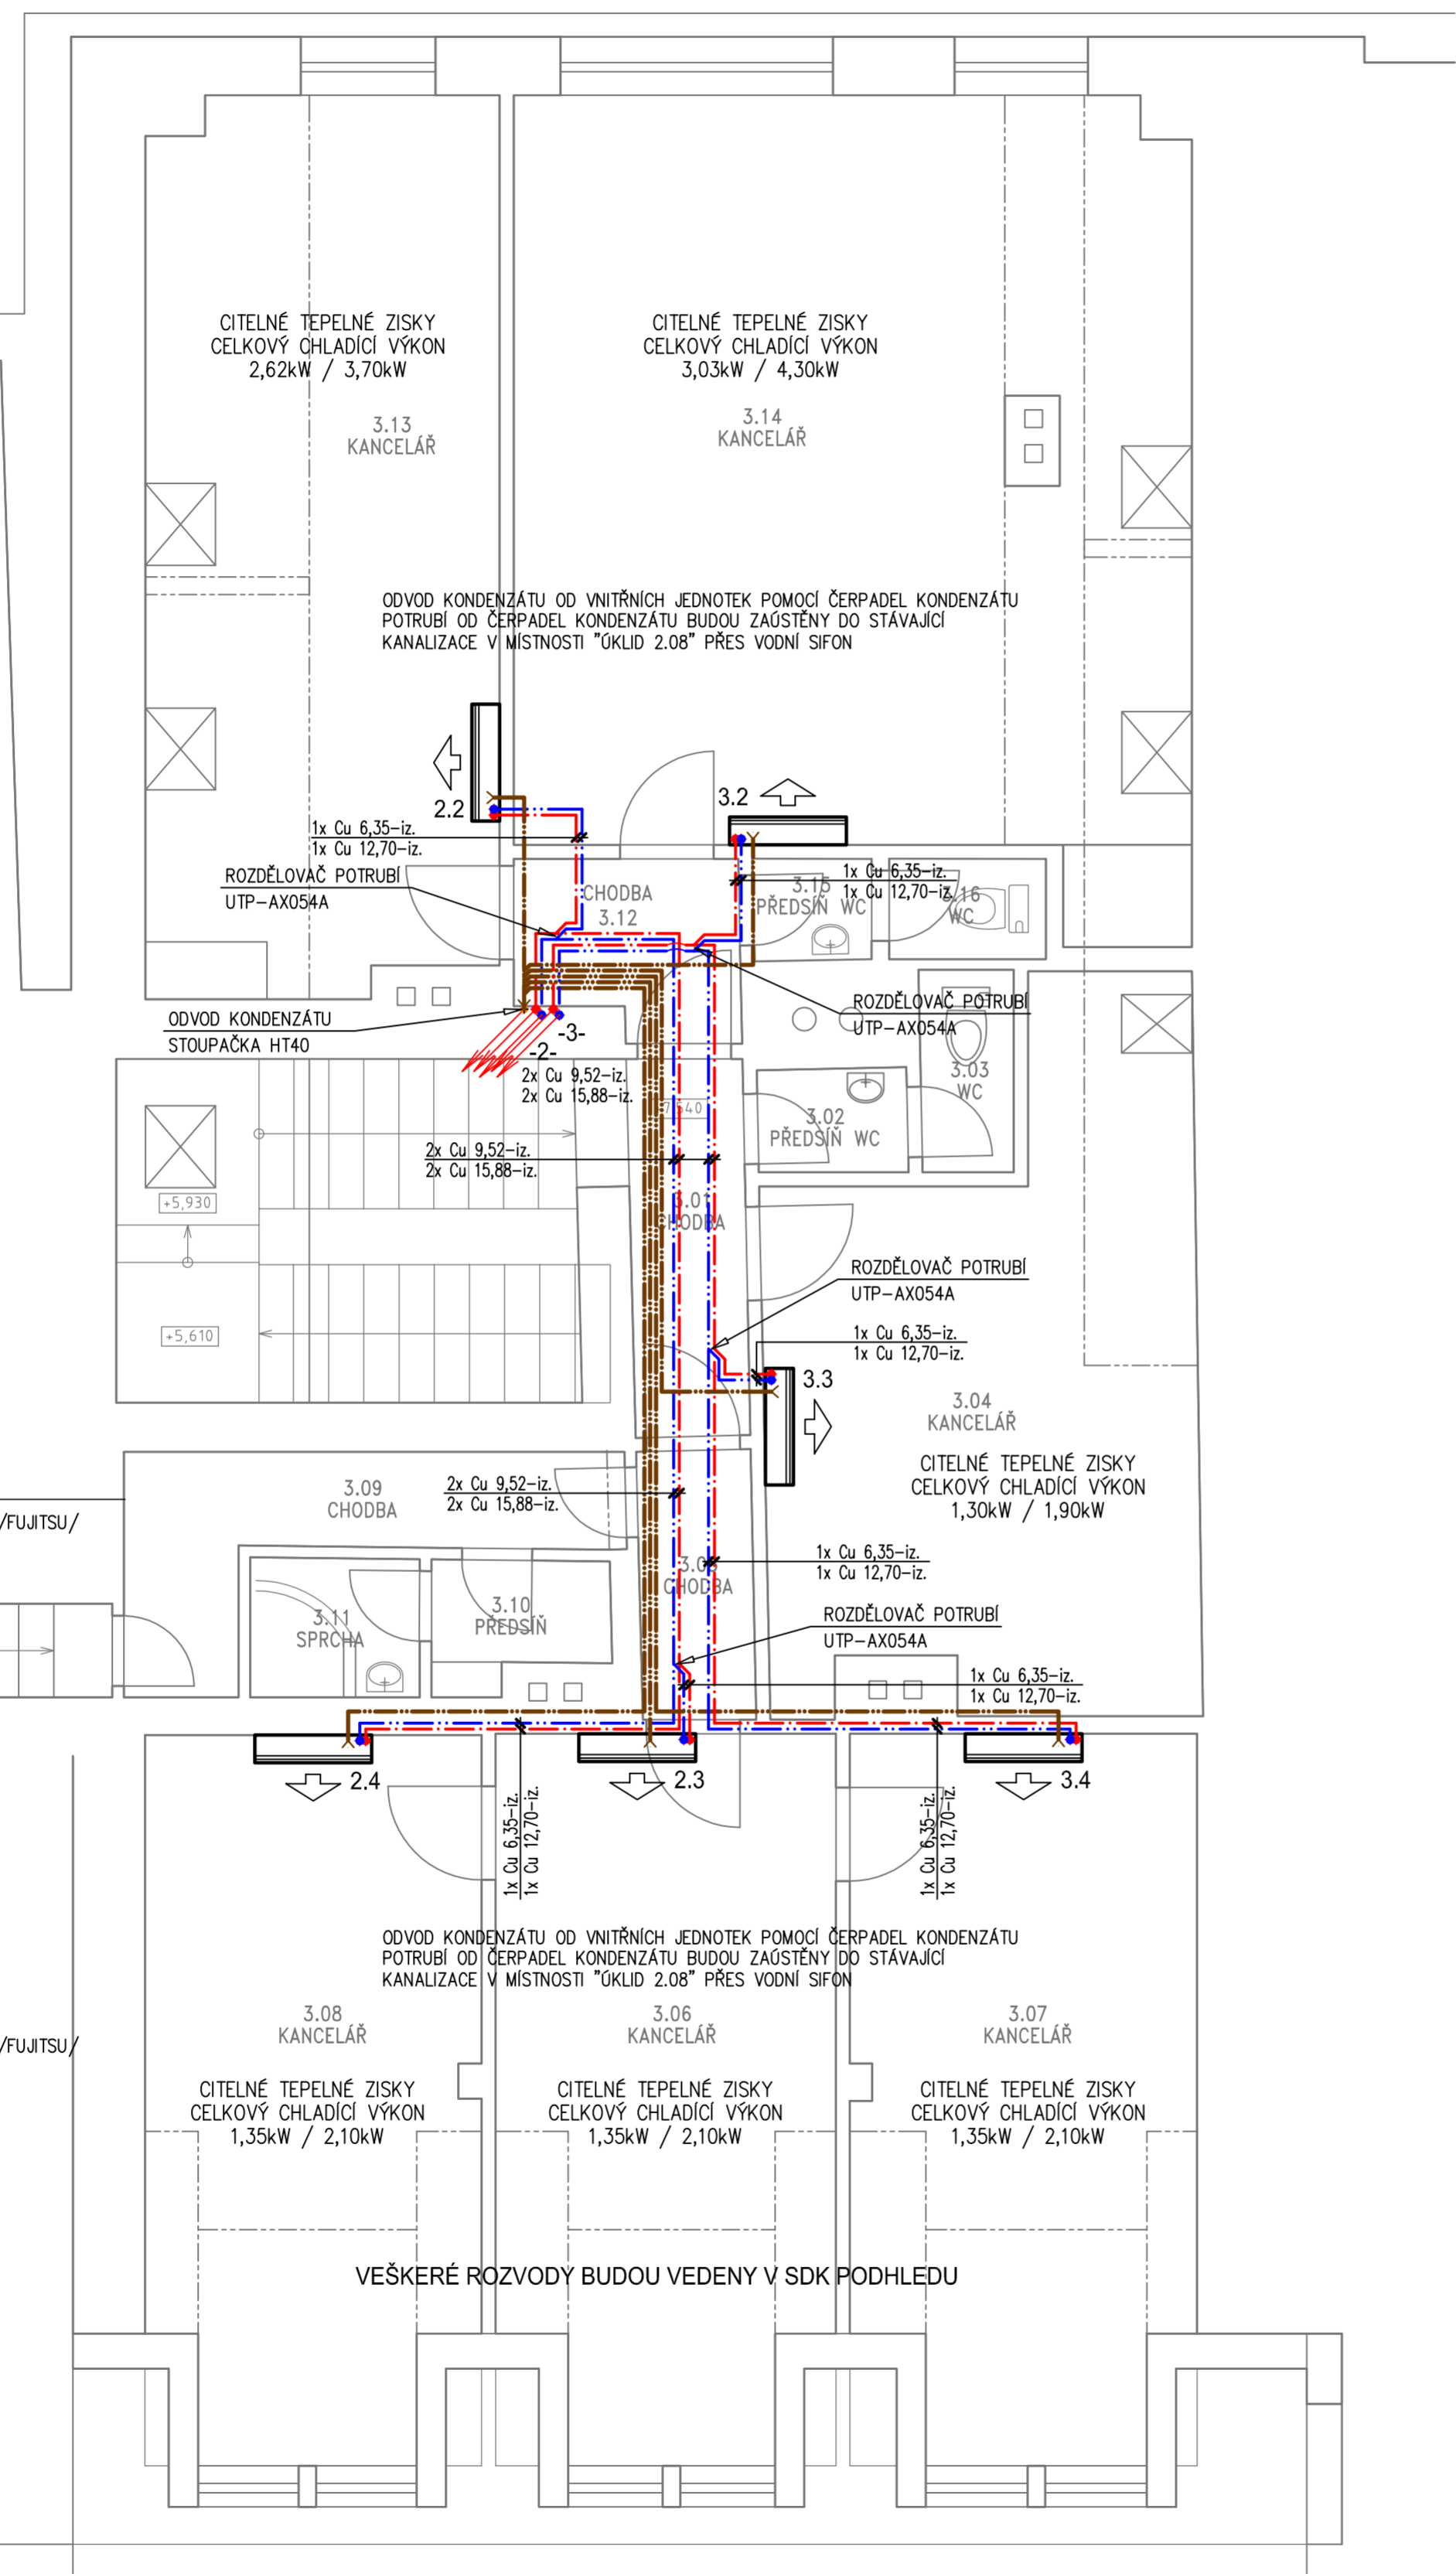 CITELNÉ TEPELNÉ ZISKY
CELKOVÝ CHLADÍCÍ VÝKON
2,62kW / 3,70kW
3.13
KANCELÁŘ
CITELNÉ TEPELNÉ ZISKY
CELKOVÝ CHLADÍCÍ VÝKON
3,03kW / 4,30kW
3.14
KANCELÁŘ
ODVOD KONDENZÁTU OD VNITŘNÍCH JEDNOTEK POMOCÍ ČERPADEL KONDENZÁTU
POTRUBÍ OD ČERPADEL KONDENZÁTU BUDOU ZAÚSTĚNY DO STÁVAJÍCÍ
KANALIZACE V MÍSTNOSTI "ÚKLID 2.08" PŘES VODNÍ SIFON
2.2
3.2
1x Cu 6,35-iz.
1x Cu 12,70-iz.
ROZDĚLOVAČ POTRUBÍ
UTP-AX054A
CHODBA
3.12
1x Cu 6,35-iz.
1x Cu 12,70-iz.
3.15
PŘEDSÍŇ WC
3.16
WC
ROZDĚLOVAČ POTRUBÍ
UTP-AX054A
ODVOD KONDENZÁTU
STOUPAČKA HT40
-3-
-2-
2x Cu 9,52-iz.
2x Cu 15,88-iz.
3.03
WC
3.02
PŘEDSÍŇ WC
2x Cu 9,52-iz.
2x Cu 15,88-iz.
+5,930
3.01
CHODBA
ROZDĚLOVAČ POTRUBÍ
UTP-AX054A
+5,610
1x Cu 6,35-iz.
1x Cu 12,70-iz.
3.3
3.04
KANCELÁŘ
CITELNÉ TEPELNÉ ZISKY
CELKOVÝ CHLADÍCÍ VÝKON
1,30kW / 1,90kW
3.09
CHODBA
2x Cu 9,52-iz.
2x Cu 15,88-iz.
/FUJITSU/
1x Cu 6,35-iz.
1x Cu 12,70-iz.
CHODBA
3.11
SPRCHA
3.10
PŘEDSÍŇ
ROZDĚLOVAČ POTRUBÍ
UTP-AX054A
1x Cu 6,35-iz.
1x Cu 12,70-iz.
2.4
2.3
3.4
1x Cu 6,35-iz.
1x Cu 12,70-iz.
1x Cu 6,35-iz.
1x Cu 12,70-iz.
ODVOD KONDENZÁTU OD VNITŘNÍCH JEDNOTEK POMOCÍ ČERPADEL KONDENZÁTU
POTRUBÍ OD ČERPADEL KONDENZÁTU BUDOU ZAÚSTĚNY DO STÁVAJÍCÍ
KANALIZACE V MÍSTNOSTI "ÚKLID 2.08" PŘES VODNÍ SIFON
/FUJITSU/
3.08
KANCELÁŘ
3.06
KANCELÁŘ
3.07
KANCELÁŘ
CITELNÉ TEPELNÉ ZISKY
CELKOVÝ CHLADÍCÍ VÝKON
1,35kW / 2,10kW
CITELNÉ TEPELNÉ ZISKY
CELKOVÝ CHLADÍCÍ VÝKON
1,35kW / 2,10kW
CITELNÉ TEPELNÉ ZISKY
CELKOVÝ CHLADÍCÍ VÝKON
1,35kW / 2,10kW
VEŠKERÉ ROZVODY BUDOU VEDENY V SDK PODHLEDU